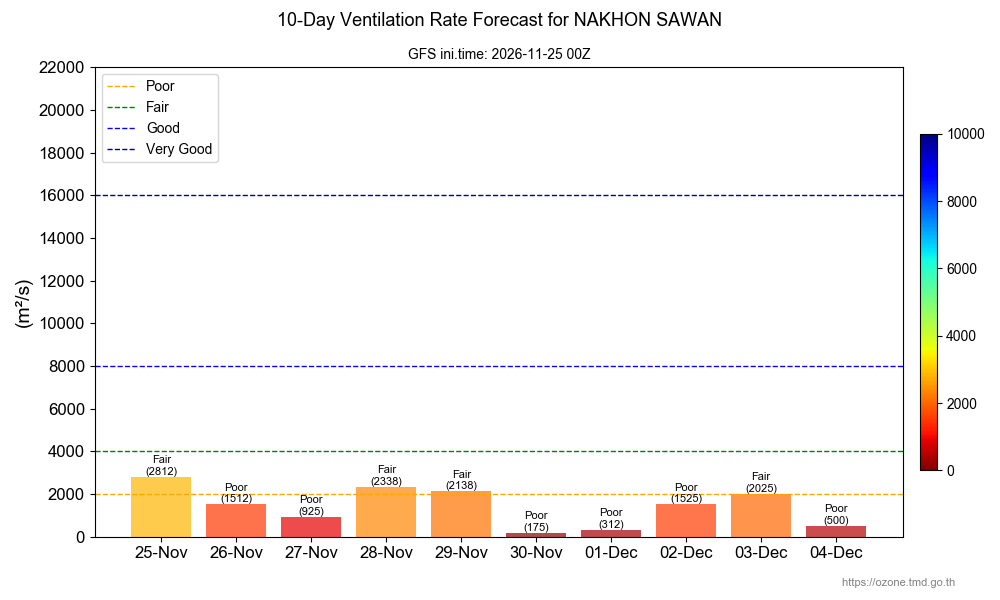 10-Day Ventilation Rate Forecast for NAKHON SAWAN
GFS ini.time: 2026-11-25 00Z
(m²/s)
22000
20000
18000
16000
14000
12000
10000
8000
6000
4000
2000
0
Poor
Fair
Good
Very Good
Fair
(2812)
Poor
(1512)
Poor
(925)
Fair
(2338)
Fair
(2138)
Poor
(175)
Poor
(312)
Poor
(1525)
Fair
(2025)
Poor
(500)
25-Nov 26-Nov 27-Nov 28-Nov 29-Nov 30-Nov 01-Dec 02-Dec 03-Dec 04-Dec
10000
8000
6000
4000
2000
0
https://ozone.tmd.go.th